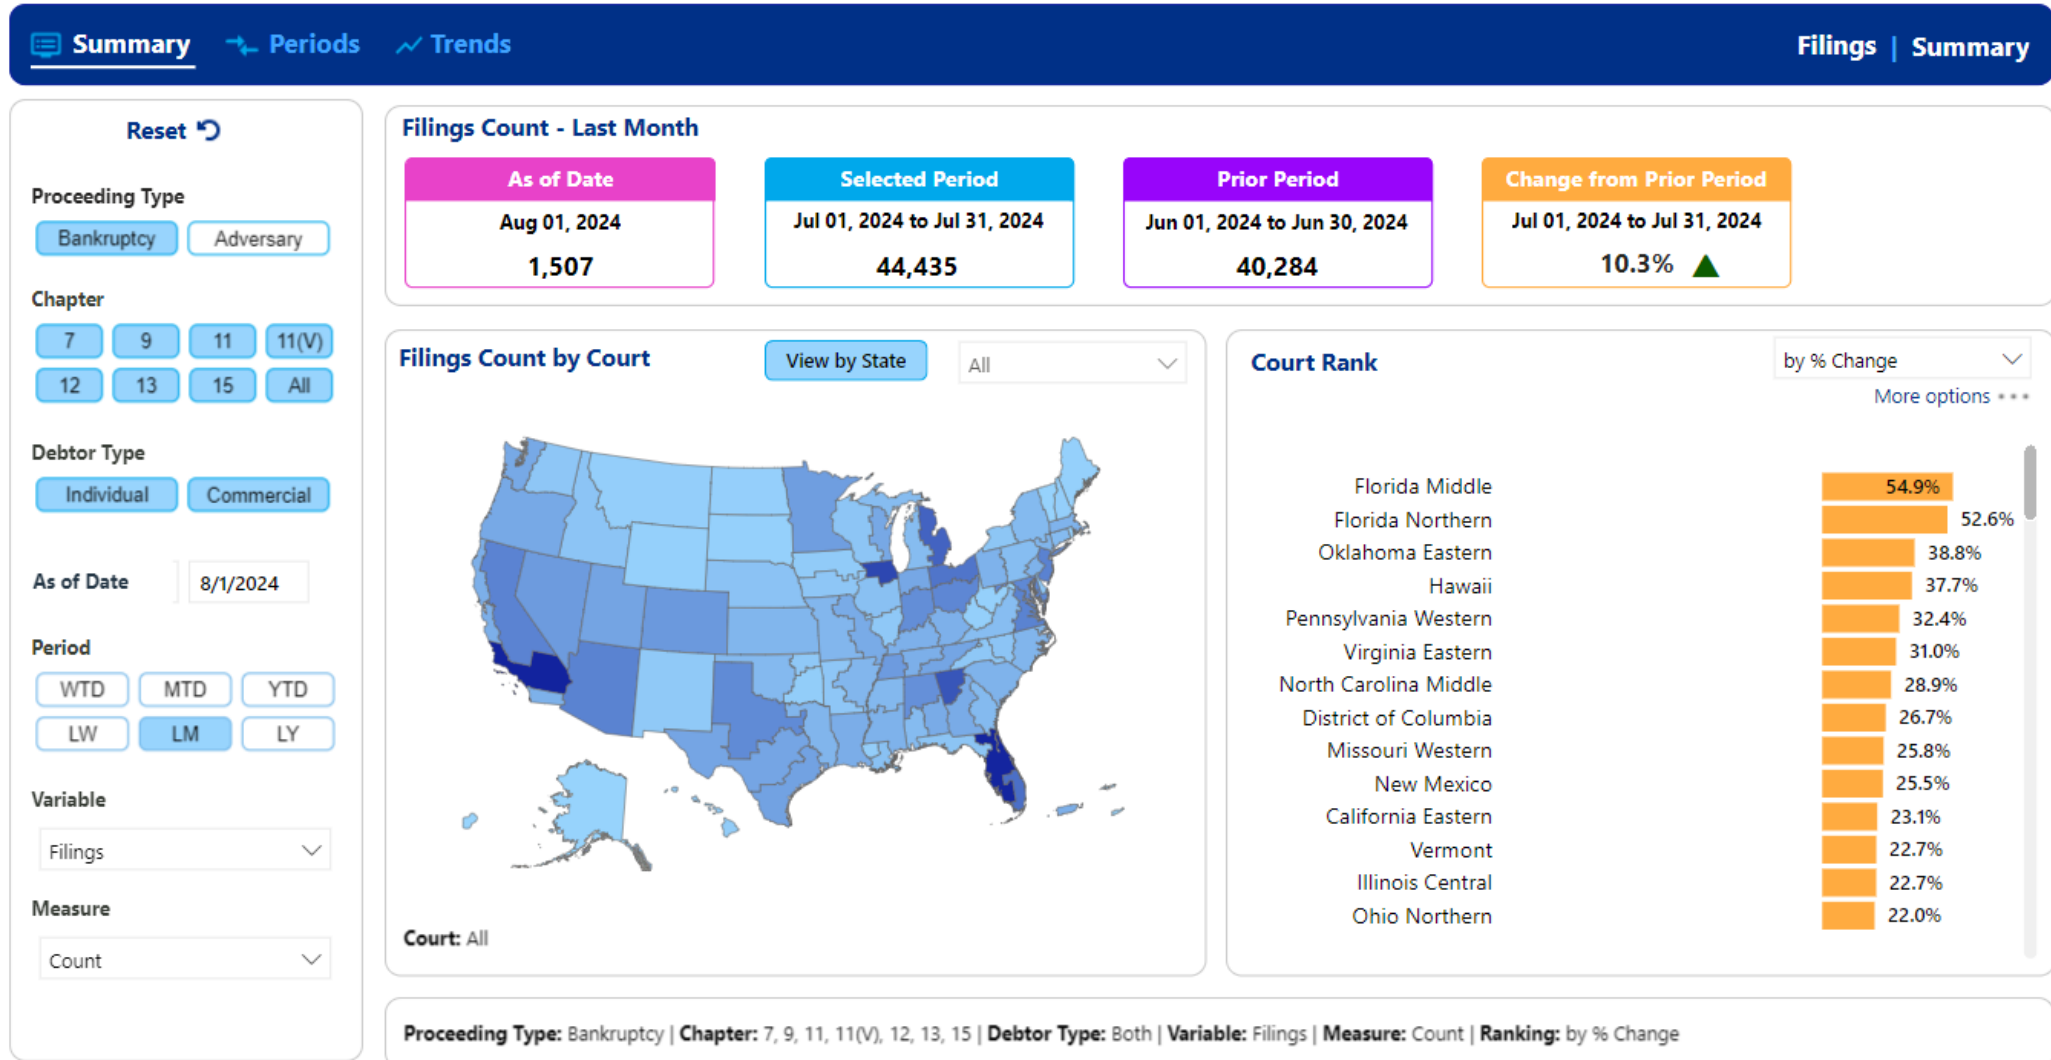 Summary Periods Trends Filings | Summary
Reset
Proceeding Type
Bankruptcy Adversary
Chapter
7 9 11 11(V)
12 13 15 All
Debtor Type
Individual Commercial
As of Date 8/1/2024
Period
WTD MTD YTD
LW LM LY
Variable
Filings
Measure
Count
Filings Count - Last Month
As of Date
Aug 01, 2024
1,507
Selected Period
Jul 01, 2024 to Jul 31, 2024
44,435
Prior Period
Jun 01, 2024 to Jun 30, 2024
40,284
Change from Prior Period
Jul 01, 2024 to Jul 31, 2024
10.3%
Filings Count by Court View by State All
Court: All
Court Rank by % Change
More options
Florida Middle 54.9%
Florida Northern 52.6%
Oklahoma Eastern 38.8%
Hawaii 37.7%
Pennsylvania Western 32.4%
Virginia Eastern 31.0%
North Carolina Middle 28.9%
District of Columbia 26.7%
Missouri Western 25.8%
New Mexico 25.5%
California Eastern 23.1%
Vermont 22.7%
Illinois Central 22.7%
Ohio Northern 22.0%
Proceeding Type: Bankruptcy | Chapter: 7, 9, 11, 11(V), 12, 13, 15 | Debtor Type: Both | Variable: Filings | Measure: Count | Ranking: by % Change